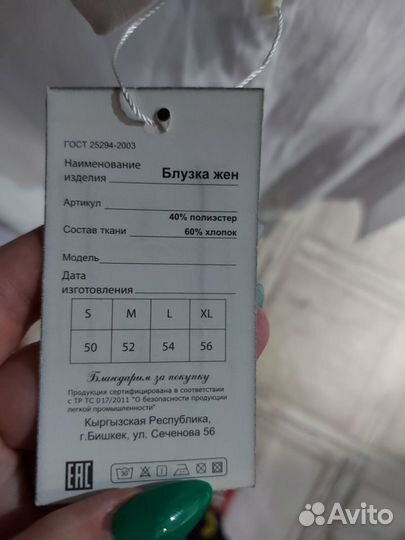 ГОСТ 25294-2003
Наименование
изделия Блузка жен
Артикул
40% полиэстер
Состав ткани 60% хлопок
Модель
Дата
изготовления
S M L XL
50 52 54 56
Благодарим за покупку
Продукция сертифицирована в соответствии
с ТР ТС 017/2011 "О безопасности продукции
легкой промышленности"
Кыргызская Республика,
г.Бишкек, ул. Сеченова 56
EAC
Avito